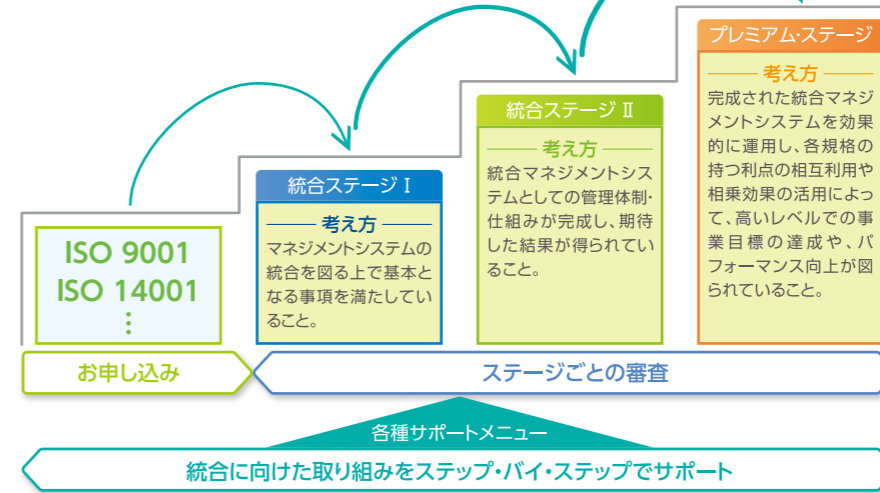 ISO 9001
ISO 14001
⋮
統合ステージ Ⅰ
考え方
マネジメントシステムの
統合を図る上で基本と
なる事項を満たしてい
ること。
統合ステージ Ⅱ
考え方
統合マネジメントシス
テムとしての管理体制・
仕組みが完成し、期待
した結果が得られてい
ること。
プレミアム・ステージ
考え方
完成された統合マネジ
メントシステムを効果
的に運用し、各規格の
持つ利点の相互利用や
相乗効果の活用によっ
て、高いレベルでの事
業目標の達成や、パ
フォーマンス向上が図
られていること。
お申し込み
ステージごとの審査
各種サポートメニュー
統合に向けた取り組みをステップ・バイ・ステップでサポート